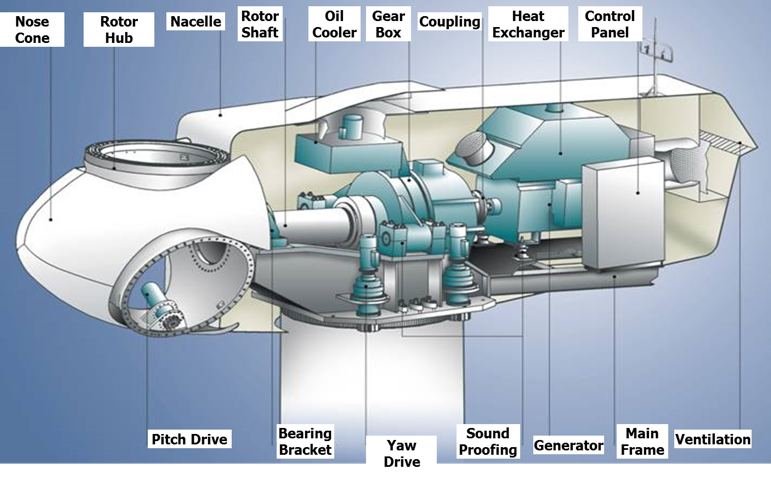 Nose
Cone
Rotor
Hub
Nacelle
Rotor
Shaft
Oil
Cooler
Gear
Box
Coupling
Heat
Exchanger
Control
Panel
Pitch Drive
Bearing
Bracket
Yaw
Drive
Sound
Proofing
Generator
Main
Frame
Ventilation